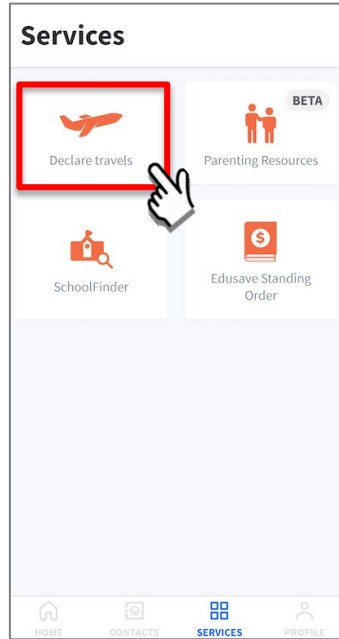 Services
Declare travels
BETA
Parenting Resources
SchoolFinder
Edusave Standing
Order
HOME
CONTACTS
SERVICES
PROFILE